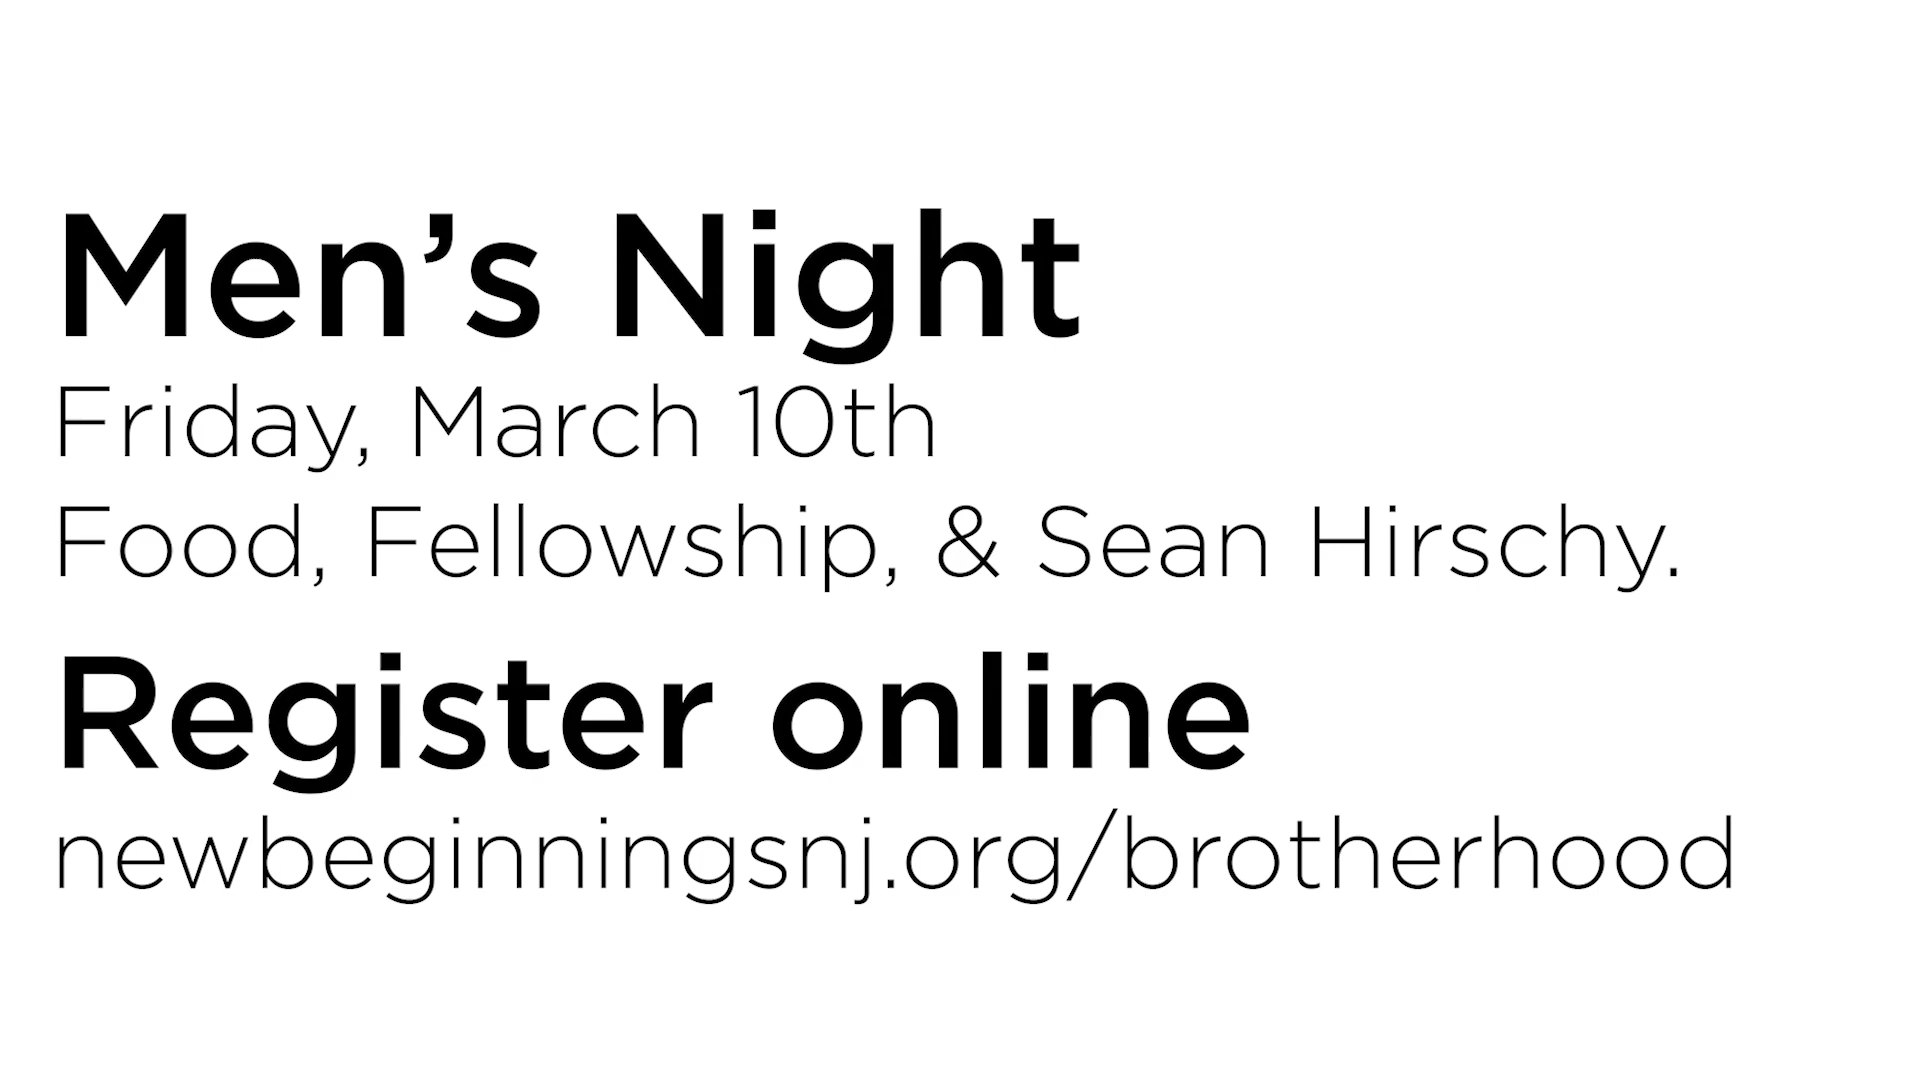 Men’s Night
Friday, March 10th
Food, Fellowship, & Sean Hirschy.
Register online
newbeginningsnj.org/brotherhood